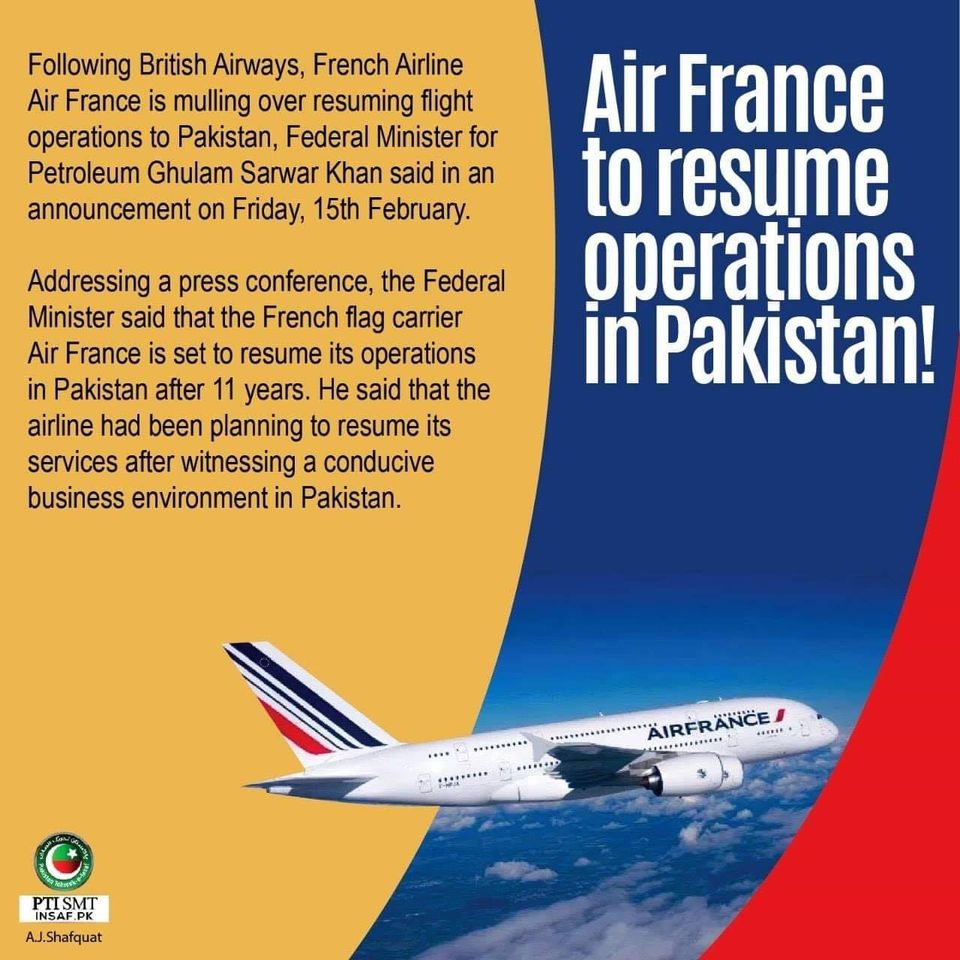 Following British Airways, French Airline
Air France is mulling over resuming flight
operations to Pakistan, Federal Minister for
Petroleum Ghulam Sarwar Khan said in an
announcement on Friday, 15th February.
Addressing a press conference, the Federal
Minister said that the French flag carrier
Air France is set to resume its operations
in Pakistan after 11 years. He said that the
airline had been planning to resume its
services after witnessing a conducive
business environment in Pakistan.
Air France
to resume
operations
in Pakistan!
AIRFRANCE
F-HPJA
PTI SMT
INSAF.PK
A.J.Shafquat